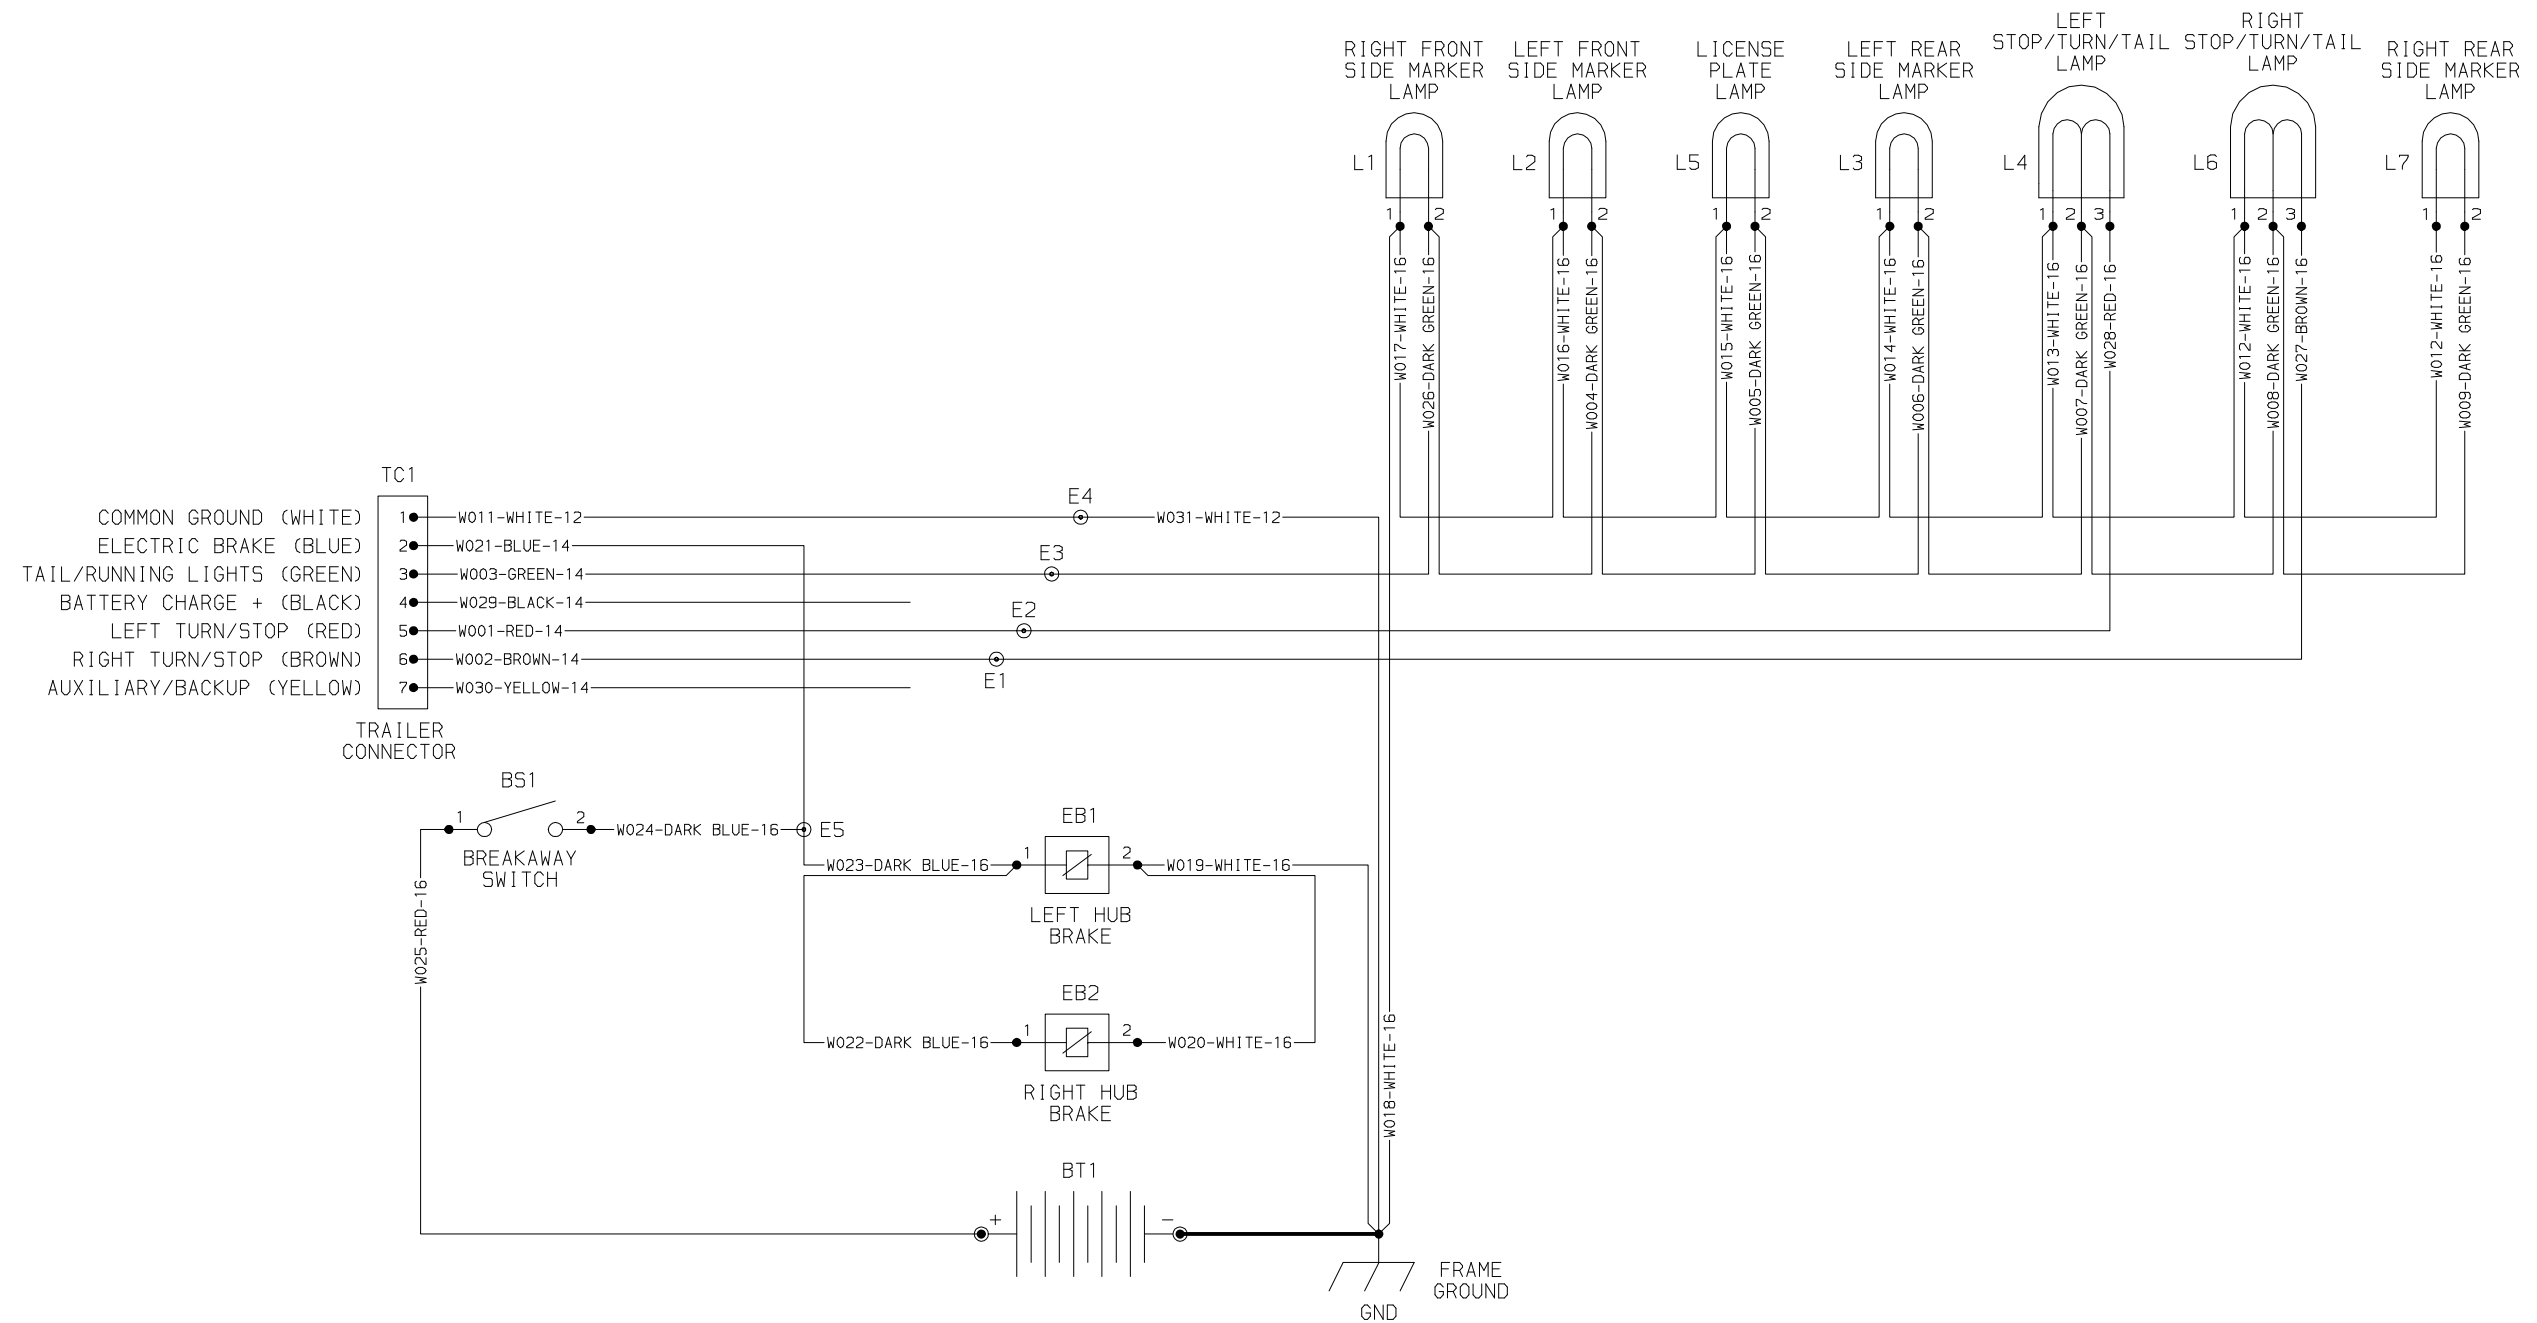 LEFT
STOP/TURN/TAIL
LAMP
RIGHT
STOP/TURN/TAIL
LAMP
RIGHT FRONT
SIDE MARKER
LAMP
LEFT FRONT
SIDE MARKER
LAMP
LICENSE
PLATE
LAMP
LEFT REAR
SIDE MARKER
LAMP
RIGHT REAR
SIDE MARKER
LAMP
L1
L2
L5
L3
L4
L6
L7
1 2
1 2
1 2
1 2
1 2 3
1 2 3
1 2
W017-WHITE-16
W026-DARK GREEN-16
W016-WHITE-16
W004-DARK GREEN-16
W015-WHITE-16
W005-DARK GREEN-16
W014-WHITE-16
W006-DARK GREEN-16
W013-WHITE-16
W007-DARK GREEN-16
W028-RED-16
W012-WHITE-16
W008-DARK GREEN-16
W027-BROWN-16
W012-WHITE-16
W009-DARK GREEN-16
TC1
COMMON GROUND (WHITE) 1 W011-WHITE-12 E4 W031-WHITE-12
ELECTRIC BRAKE (BLUE) 2 W021-BLUE-14
TAIL/RUNNING LIGHTS (GREEN) 3 W003-GREEN-14 E3
BATTERY CHARGE + (BLACK) 4 W029-BLACK-14
LEFT TURN/STOP (RED) 5 W001-RED-14 E2
RIGHT TURN/STOP (BROWN) 6 W002-BROWN-14 E1
AUXILIARY/BACKUP (YELLOW) 7 W030-YELLOW-14
TRAILER
CONNECTOR
BS1
1 2 W024-DARK BLUE-16 E5
BREAKAWAY
SWITCH
W025-RED-16
EB1
W023-DARK BLUE-16 1 2 W019-WHITE-16
LEFT HUB
BRAKE
EB2
W022-DARK BLUE-16 1 2 W020-WHITE-16
RIGHT HUB
BRAKE
W018-WHITE-16
BT1
+ -
FRAME
GROUND
GND